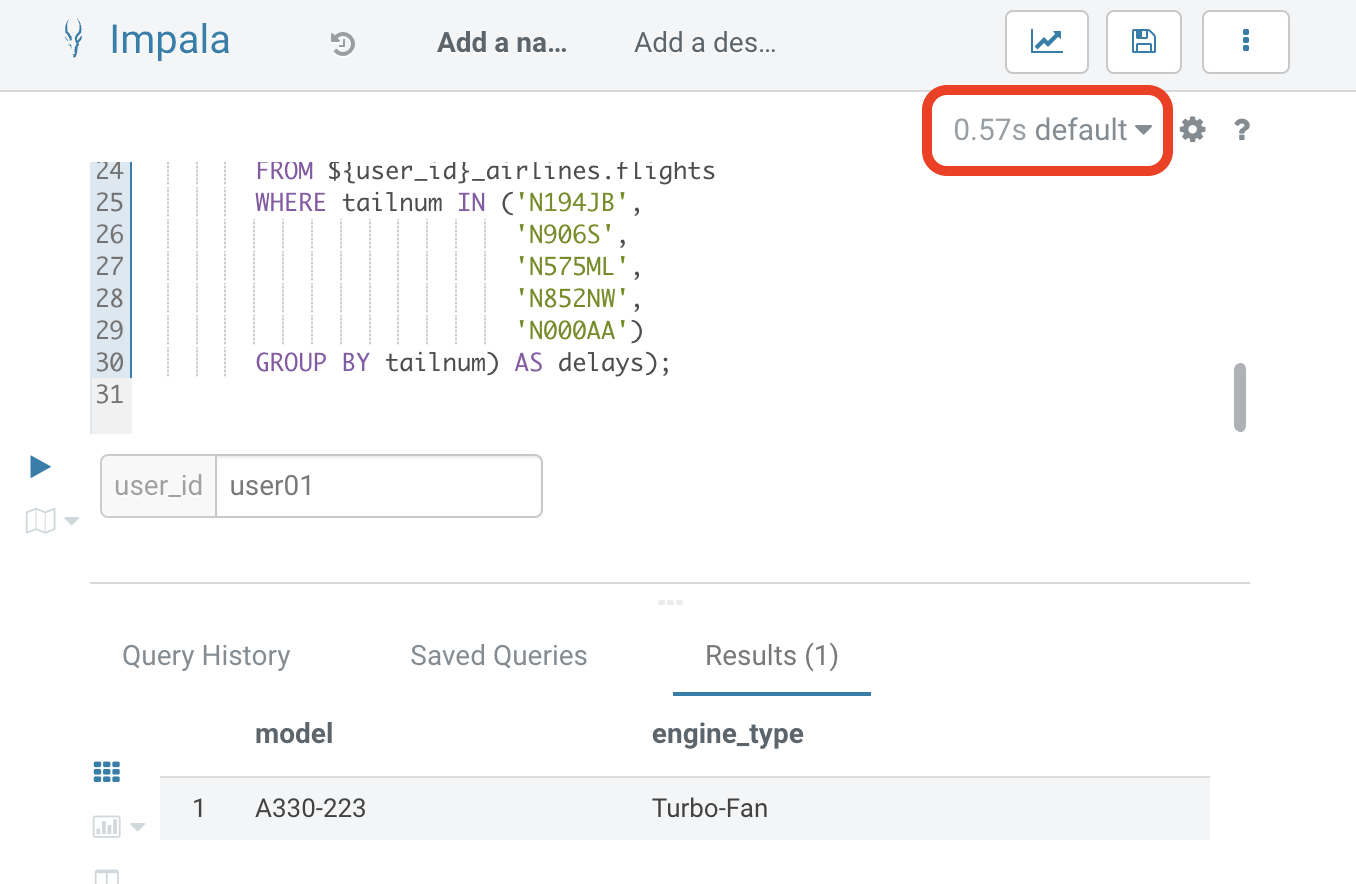 Impala Add a na... Add a des...
0.57s default ?
24 FROM ${user_id}_airlines.flights
25 WHERE tailnum IN ('N194JB',
26 'N906S',
27 'N575ML',
28 'N852NW',
29 'N000AA')
30 GROUP BY tailnum) AS delays);
31
user_id user01
Query History Saved Queries Results (1)
model engine_type
1 A330-223 Turbo-Fan